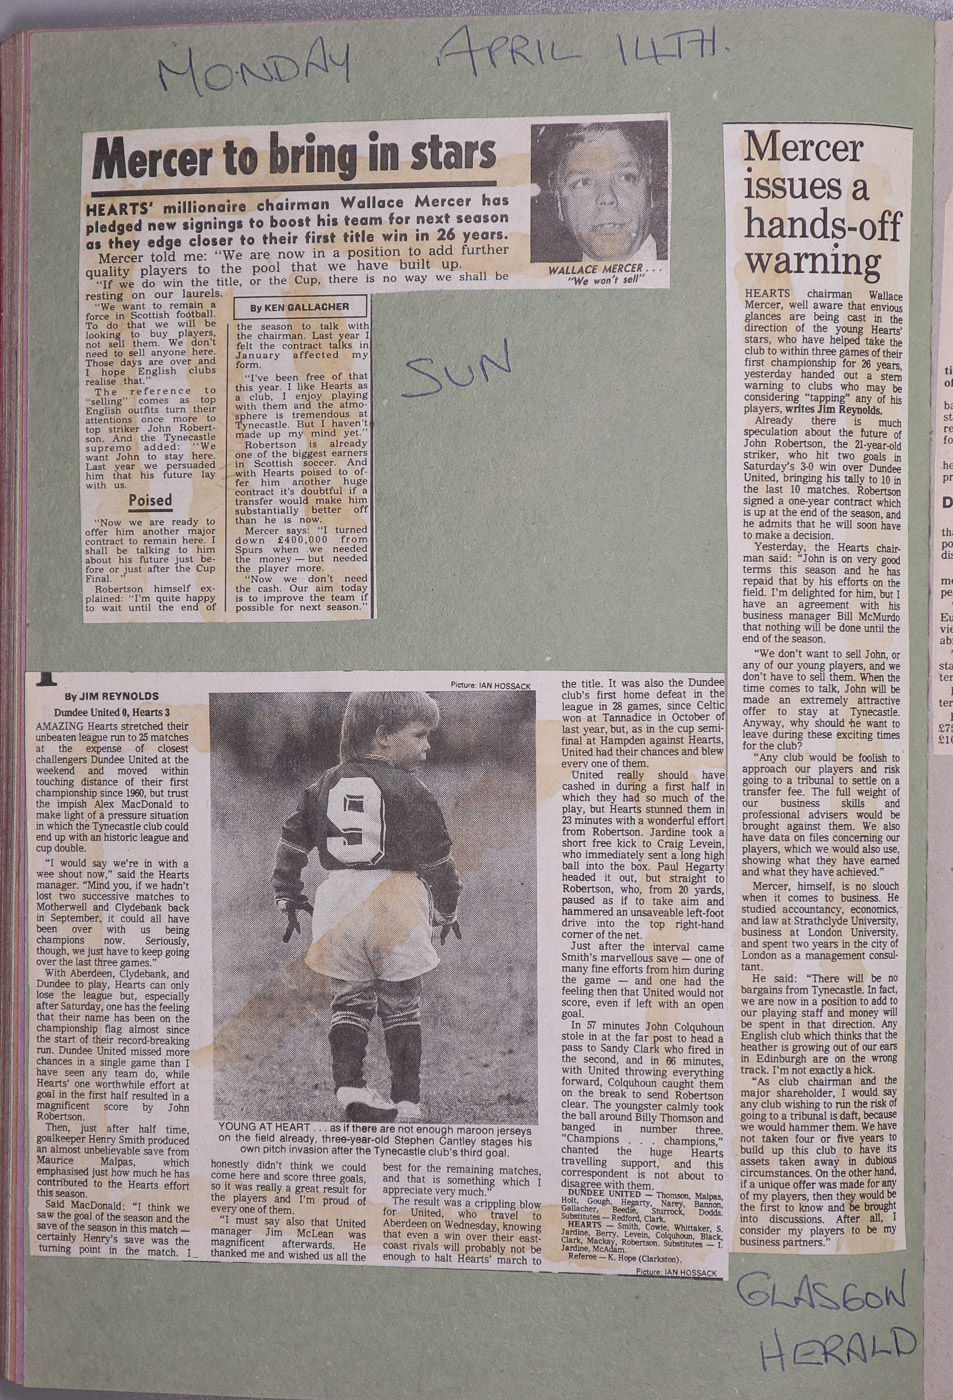 MONDAY APRIL 14TH.
Mercer to bring in stars
HEARTS' millionaire chairman Wallace Mercer has
pledged new signings to boost his team for next season
as they edge closer to their first title win in 26 years.
Mercer told me: "We are now in a position to add further
quality players to the pool that we have built up.
"If we do win the title, or the Cup, there is no way we shall be
resting on our laurels.
"We want to remain a
force in Scottish football.
To do that we will be
looking to buy players,
not sell them. We don't
need to sell anyone here.
Those days are over and
I hope English clubs
realise that."
The reference to
"selling" comes as top
English outfits turn their
attentions once more to
top striker John Robert-
son. And the Tynecastle
supremo added: "We
want John to stay here.
Last year we persuaded
him that his future lay
with us.
Poised
"Now we are ready to
offer him another major
contract to remain here. I
shall be talking to him
about his future just be-
fore or just after the Cup
Final."
Robertson himself ex-
plained: "I'm quite happy
to wait until the end of
By KEN GALLACHER
the season to talk with
the chairman. Last year I
felt the contract talks in
January affected my
form.
"I've been free of that
this year. I like Hearts as
a club, I enjoy playing
with them and the atmo-
sphere is tremendous at
Tynecastle. But I haven't
made up my mind yet."
Robertson is already
one of the biggest earners
in Scottish soccer. And
with Hearts poised to of-
fer him another huge
contract it's doubtful if a
transfer would make him
substantially better off
than he is now.
Mercer says: "I turned
down £400,000 from
Spurs when we needed
the money — but needed
the player more.
"Now we don't need
the cash. Our aim today
is to improve the team if
possible for next season."
WALLACE MERCER . . .
"We won't sell"
SUN
Mercer
issues a
hands-off
warning
HEARTS chairman Wallace
Mercer, well aware that envious
glances are being cast in the
direction of the young Hearts'
stars, who have helped take the
club to within three games of their
first championship for 26 years,
yesterday handed out a stern
warning to clubs who may be
considering "tapping" any of his
players, writes Jim Reynolds.
Already there is much
speculation about the future of
John Robertson, the 21-year-old
striker, who hit two goals in
Saturday's 3-0 win over Dundee
United, bringing his tally to 10 in
the last 10 matches. Robertson
signed a one-year contract which
is up at the end of the season, and
he admits that he will soon have
to make a decision.
Yesterday, the Hearts chair-
man said: "John is on very good
terms this season and he has
repaid that by his efforts on the
field. I'm delighted for him, but I
have an agreement with his
business manager Bill McMurdo
that nothing will be done until the
end of the season.
"We don't want to sell John, or
any of our young players, and we
don't have to sell them. When the
time comes to talk, John will be
made an extremely attractive
offer to stay at Tynecastle.
Anyway, why should he want to
leave during these exciting times
for the club?
"Any club would be foolish to
approach our players and risk
going to a tribunal to settle on a
transfer fee. The full weight of
our business skills and
professional advisers would be
brought against them. We also
have data on files concerning our
players, which we would also use,
showing what they have earned
and what they have achieved."
Mercer, himself, is no slouch
when it comes to business. He
studied accountancy, economics,
and law at Strathclyde University,
business at London University,
and spent two years in the city of
London as a management consul-
tant.
He said: "There will be no
bargains from Tynecastle. In fact,
we are now in a position to add to
our playing staff and money will
be spent in that direction. Any
English club which thinks that the
heather is growing out of our ears
in Edinburgh are on the wrong
track. I'm not exactly a hick.
"As club chairman and the
major shareholder, I would say
any club wishing to run the risk of
going to a tribunal is daft, because
we would hammer them. We have
not taken four or five years to
build up this club to have its
assets taken away in dubious
circumstances. On the other hand,
if a unique offer was made for any
of my players, then they would be
the first to know and be brought
into discussions. After all, I
consider my players to be my
business partners."
By JIM REYNOLDS
Dundee United 0, Hearts 3
AMAZING Hearts stretched their
unbeaten league run to 25 matches
at the expense of closest
challengers Dundee United at the
weekend and moved within
touching distance of their first
championship since 1960, but trust
the impish Alex MacDonald to
make light of a pressure situation
in which the Tynecastle club could
end up with an historic league and
cup double.
"I would say we're in with a
wee shout now," said the Hearts
manager. "Mind you, if we hadn't
lost two successive matches to
Motherwell and Clydebank back
in September, it could all have
been over with us being
champions now. Seriously,
though, we just have to keep going
over the last three games."
With Aberdeen, Clydebank, and
Dundee to play, Hearts can only
lose the league but, especially
after Saturday, one has the feeling
that their name has been on the
championship flag almost since
the start of their record-breaking
run. Dundee United missed more
chances in a single game than I
have seen any team do, while
Hearts' one worthwhile effort at
goal in the first half resulted in a
magnificent score by John
Robertson.
Then, just after half time,
goalkeeper Henry Smith produced
an almost unbelievable save from
Maurice Malpas, which
emphasised just how much he has
contributed to the Hearts effort
this season.
Said MacDonald: "I think we
saw the goal of the season and the
save of the season in this match —
certainly Henry's save was the
turning point in the match. I
Picture: IAN HOSSACK
9
YOUNG AT HEART . . . as if there are not enough maroon jerseys
on the field already, three-year-old Stephen Cantley stages his
own pitch invasion after the Tynecastle club's third goal.
honestly didn't think we could
come here and score three goals,
so it was really a great result for
the players and I'm proud of
every one of them.
"I must say also that United
manager Jim McLean was
magnificent afterwards. He
thanked me and wished us all the
best for the remaining matches,
and that is something which I
appreciate very much."
The result was a crippling blow
for United, who travel to
Aberdeen on Wednesday, knowing
that even a win over their east-
coast rivals will probably not be
enough to halt Hearts' march to
the title. It was also the Dundee
club's first home defeat in the
league in 28 games, since Celtic
won at Tannadice in October of
last year, but, as in the cup semi-
final at Hampden against Hearts,
United had their chances and blew
every one of them.
United really should have
cashed in during a first half in
which they had so much of the
play, but Hearts stunned them in
23 minutes with a wonderful effort
from Robertson. Jardine took a
short free kick to Craig Levein,
who immediately sent a long high
ball into the box. Paul Hegarty
headed it out, but straight to
Robertson, who, from 20 yards,
paused as if to take aim and
hammered an unsaveable left-foot
drive into the top right-hand
corner of the net.
Just after the interval came
Smith's marvellous save — one of
many fine efforts from him during
the game — and one had the
feeling then that United would not
score, even if left with an open
goal.
In 57 minutes John Colquhoun
stole in at the far post to head a
pass to Sandy Clark who fired in
the second, and in 66 minutes,
with United throwing everything
forward, Colquhoun caught them
on the break to send Robertson
clear. The youngster calmly took
the ball around Billy Thomson and
banged in number three.
"Champions . . . champions,"
chanted the huge Hearts
travelling support, and this
correspondent is not about to
disagree with them.
DUNDEE UNITED — Thomson, Malpas,
Holt, Gough, Hegarty, Narey, Bannon,
Gallacher, Beedie, Sturrock, Dodds.
Substitutes — Redford, Clark.
HEARTS — Smith, Cowie, Whittaker, S.
Jardine, Berry, Levein, Colquhoun, Black,
Clark, Mackay, Robertson. Substitutes — I.
Jardine, McAdam.
Referee — K. Hope (Clarkston).
Picture: IAN HOSSACK
GLASGOW
HERALD